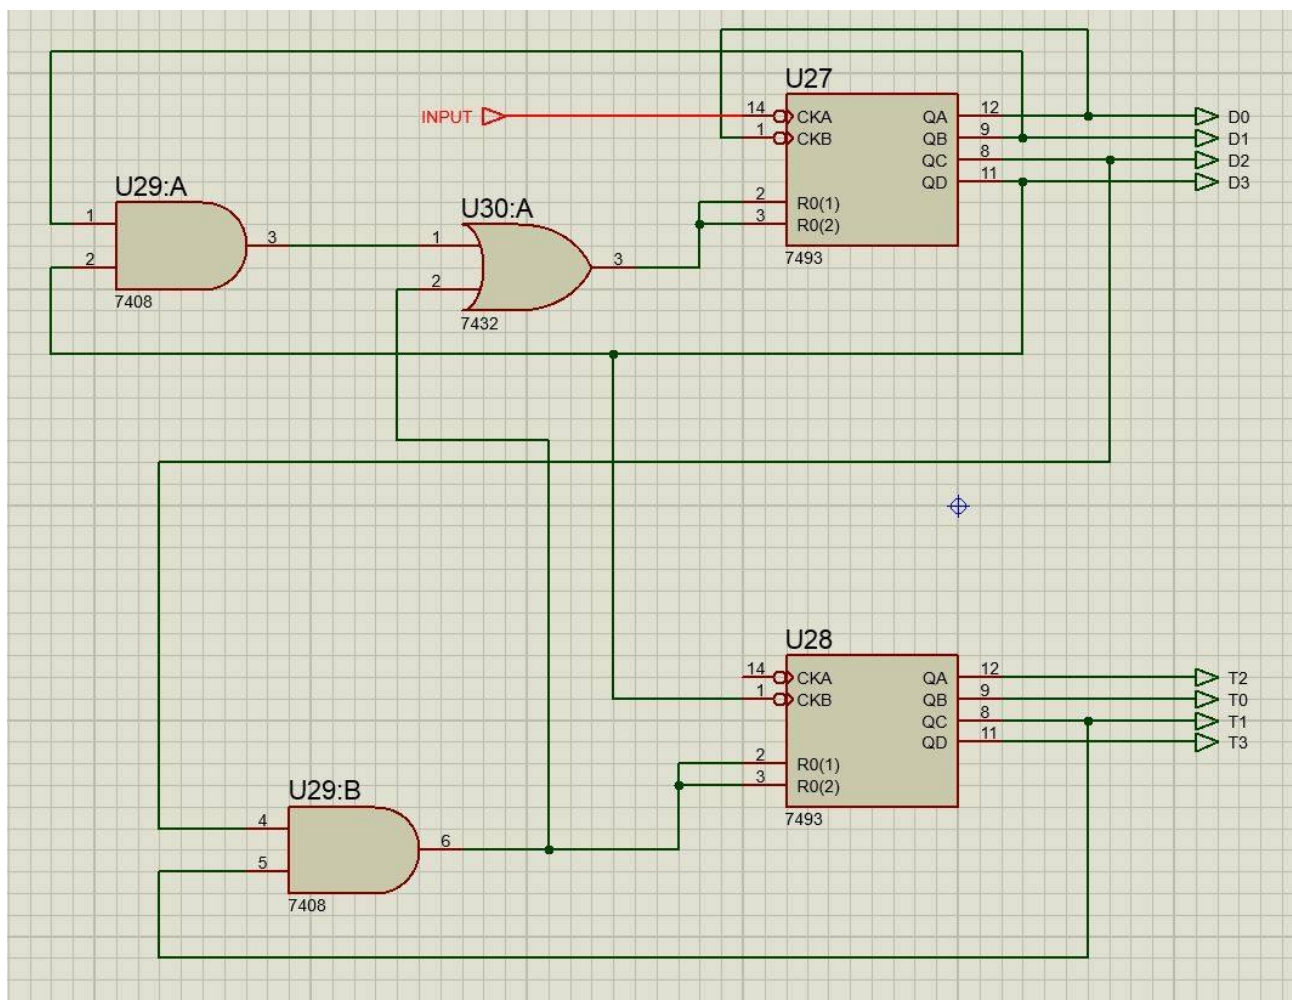 U27
INPUT
14 CKA QA 12 D0
1 CKB QB 9 D1
QC 8 D2
QD 11 D3
2 R0(1)
3 R0(2)
7493
U29:A
1
2
3
7408
U30:A
1
2
3
7432
U28
14 CKA QA 12 T2
1 CKB QB 9 T0
QC 8 T1
QD 11 T3
2 R0(1)
3 R0(2)
7493
U29:B
4
5
6
7408